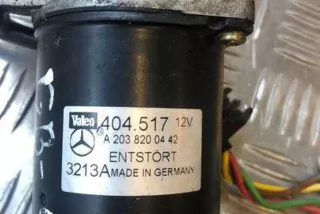 Valeo 404.517 12V
A 203 820 04 42
ENTSTÖRT
3213A MADE IN GERMANY